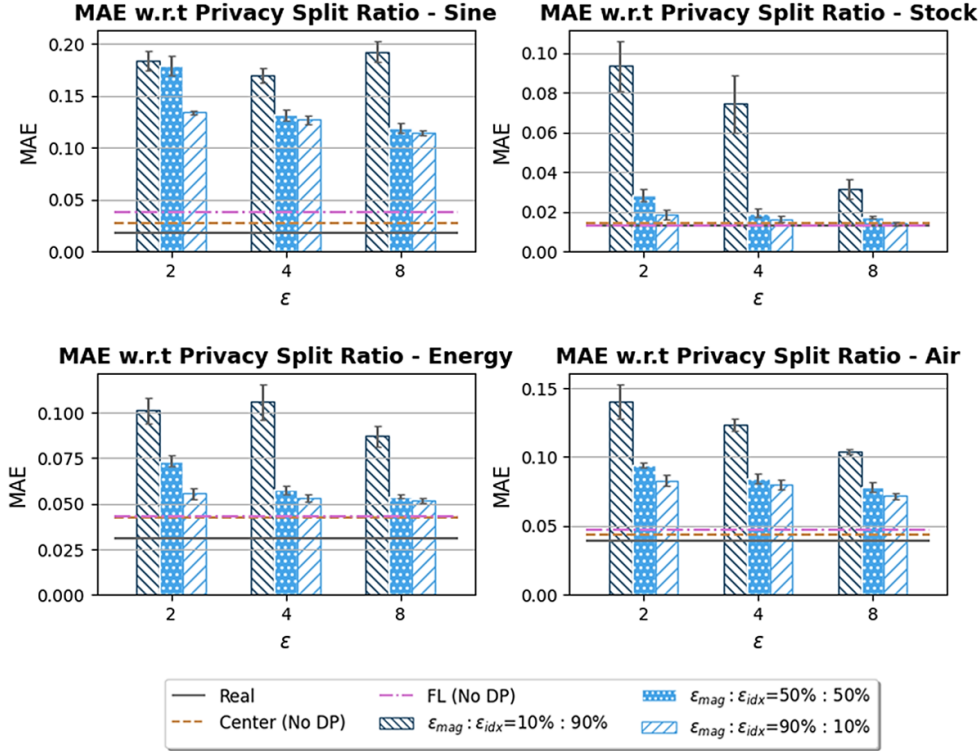 MAE w.r.t Privacy Split Ratio - Sine
MAE
0.20
0.15
0.10
0.05
0.00
2 4 8
ε
MAE w.r.t Privacy Split Ratio - Stock
MAE
0.10
0.08
0.06
0.04
0.02
0.00
2 4 8
ε
MAE w.r.t Privacy Split Ratio - Energy
MAE
0.100
0.075
0.050
0.025
0.000
2 4 8
ε
MAE w.r.t Privacy Split Ratio - Air
MAE
0.15
0.10
0.05
0.00
2 4 8
ε
Real
Center (No DP)
FL (No DP)
ε_mag : ε_idx=10% : 90%
ε_mag : ε_idx=50% : 50%
ε_mag : ε_idx=90% : 10%